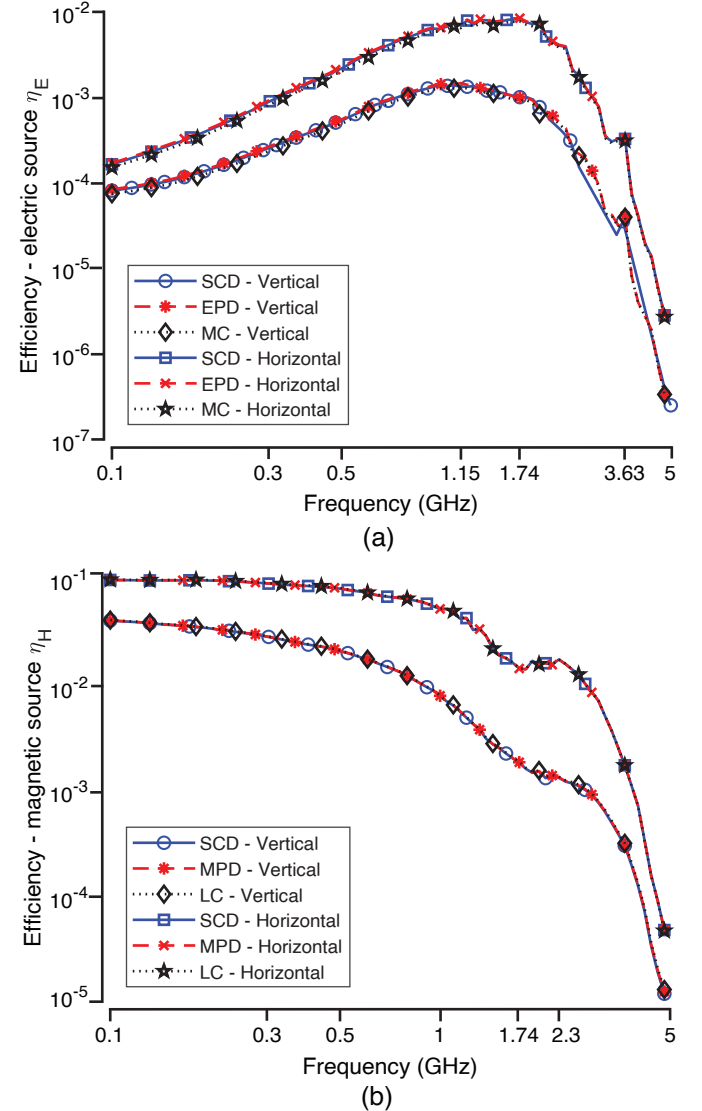 10-2
10-3
10-4
10-5
10-6
10-7
Efficiency - electric source ηE
SCD - Vertical
EPD - Vertical
MC - Vertical
SCD - Horizontal
EPD - Horizontal
MC - Horizontal
0.1 0.3 0.5 1.15 1.74 3.63 5
Frequency (GHz)
(a)
10-1
10-2
10-3
10-4
10-5
Efficiency - magnetic source ηH
SCD - Vertical
MPD - Vertical
LC - Vertical
SCD - Horizontal
MPD - Horizontal
LC - Horizontal
0.1 0.3 0.5 1 1.74 2.3 5
Frequency (GHz)
(b)